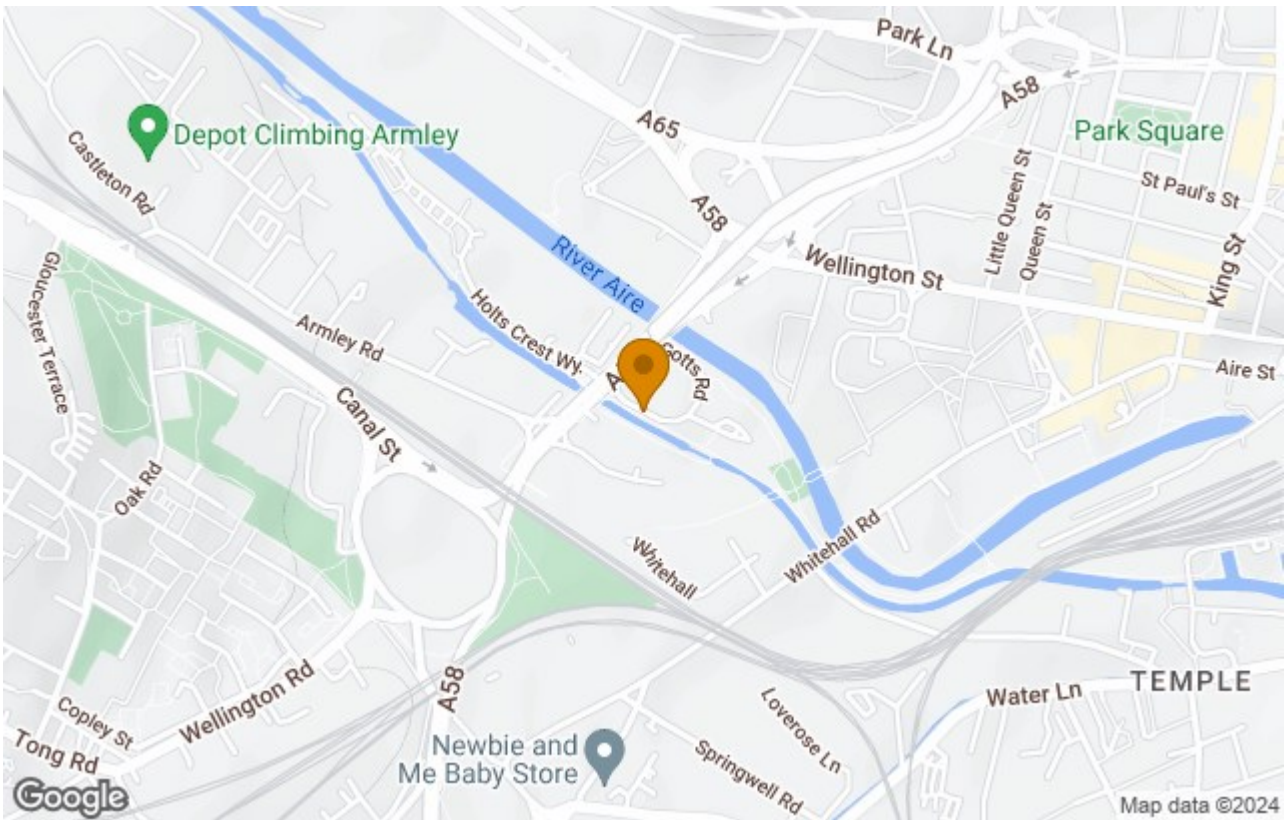 Park Ln
A58
A65
Depot Climbing Armley
Park Square
Castleton Rd
St Paul's St
A58
Little Queen St
Queen St
River Aire
Wellington St
King St
Gloucester Terrace
Holts Crest Wy.
Armley Rd
Gotts Rd
Aire St
Canal St
Oak Rd
Whitehall Rd
Whitehall
A58
Wellington Rd
TEMPLE
Water Ln
Loverose Ln
Copley St
Tong Rd
Newbie and
Me Baby Store
Springwell Rd
Google
Map data ©2024